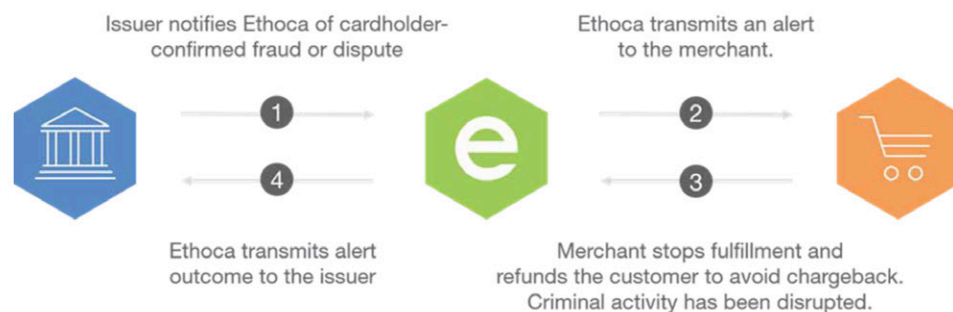 Issuer notifies Ethoca of cardholder-
confirmed fraud or dispute
Ethoca transmits an alert
to the merchant.
1
2
e
4
3
Ethoca transmits alert
outcome to the issuer
Merchant stops fulfillment and
refunds the customer to avoid chargeback.
Criminal activity has been disrupted.